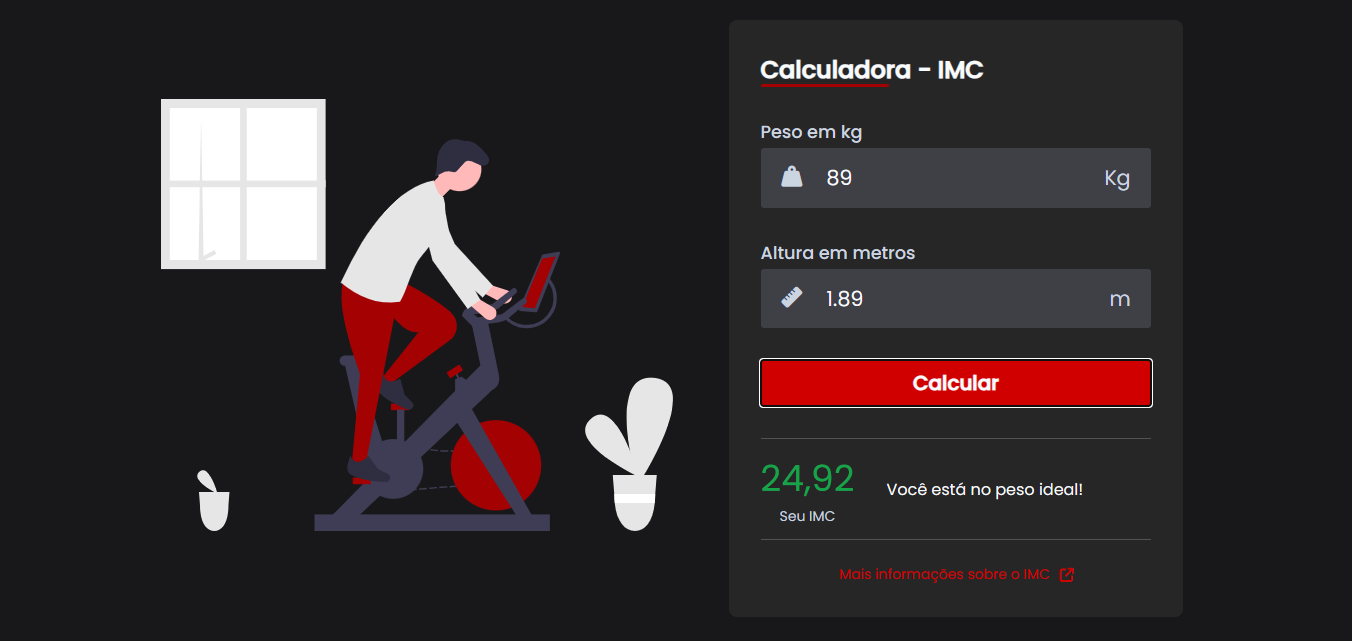 Calculadora - IMC
Peso em kg
89 Kg
Altura em metros
1.89 m
Calcular
24,92
Você está no peso ideal!
Seu IMC
Mais informações sobre o IMC